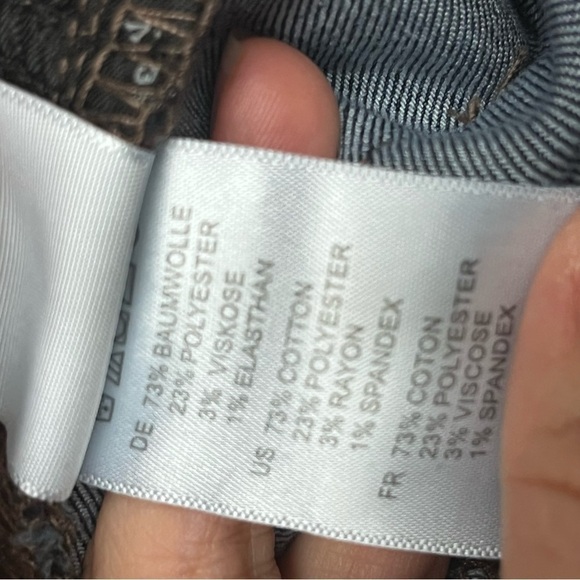 DE 73% BAUMWOLLE
23% POLYESTER
3% VISKOSE
1% ELASTHAN
US 73% COTTON
23% POLYESTER
3% RAYON
1% SPANDEX
FR 73% COTON
23% POLYESTER
3% VISCOSE
1% SPANDEX